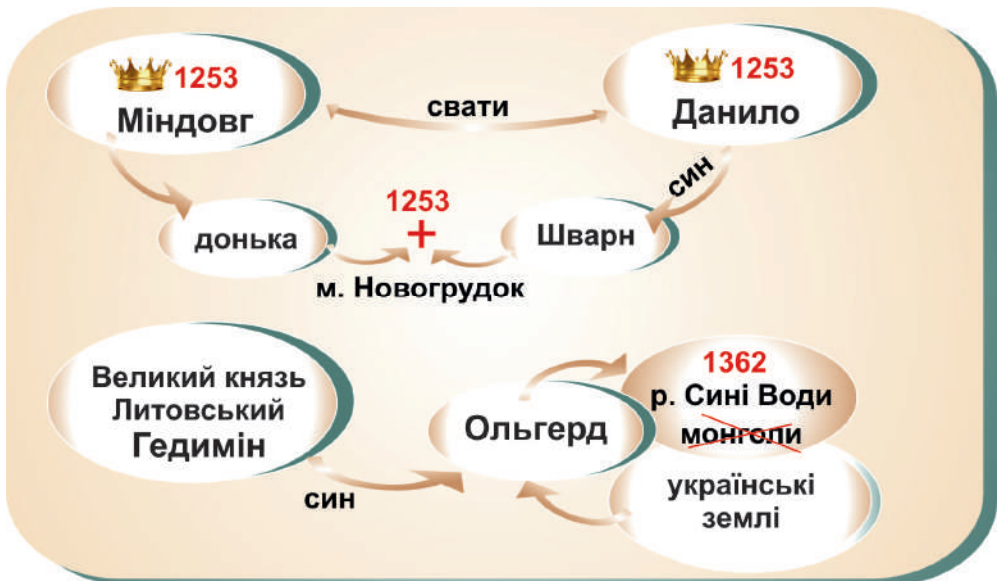 1253
Міндовг
свати
1253
Данило
син
донька
1253
+
Шварн
м. Новогрудок
Великий князь
Литовський
Гедимін
син
Ольгерд
1362
р. Сині Води
монголи
українські
землі